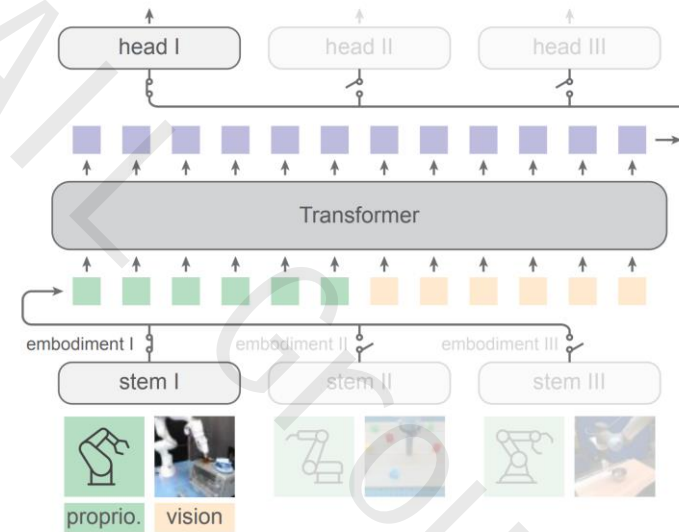 head I
head II
head III
Transformer
embodiment I
embodiment II
embodiment III
stem I
stem II
stem III
proprio.
vision